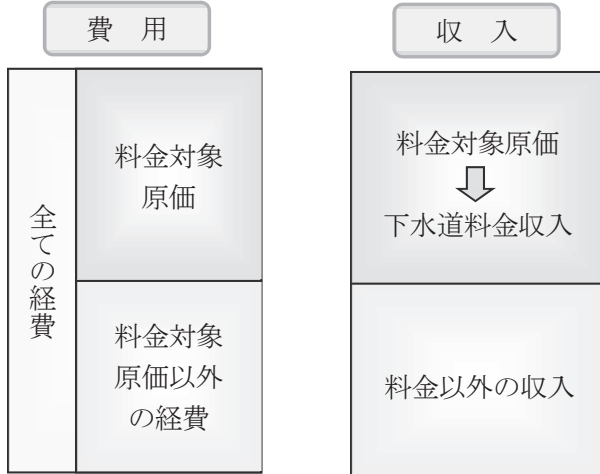 費 用
収 入
全ての経費
料金対象
原価
料金対象
原価以外
の経費
料金対象原価
下水道料金収入
料金以外の収入